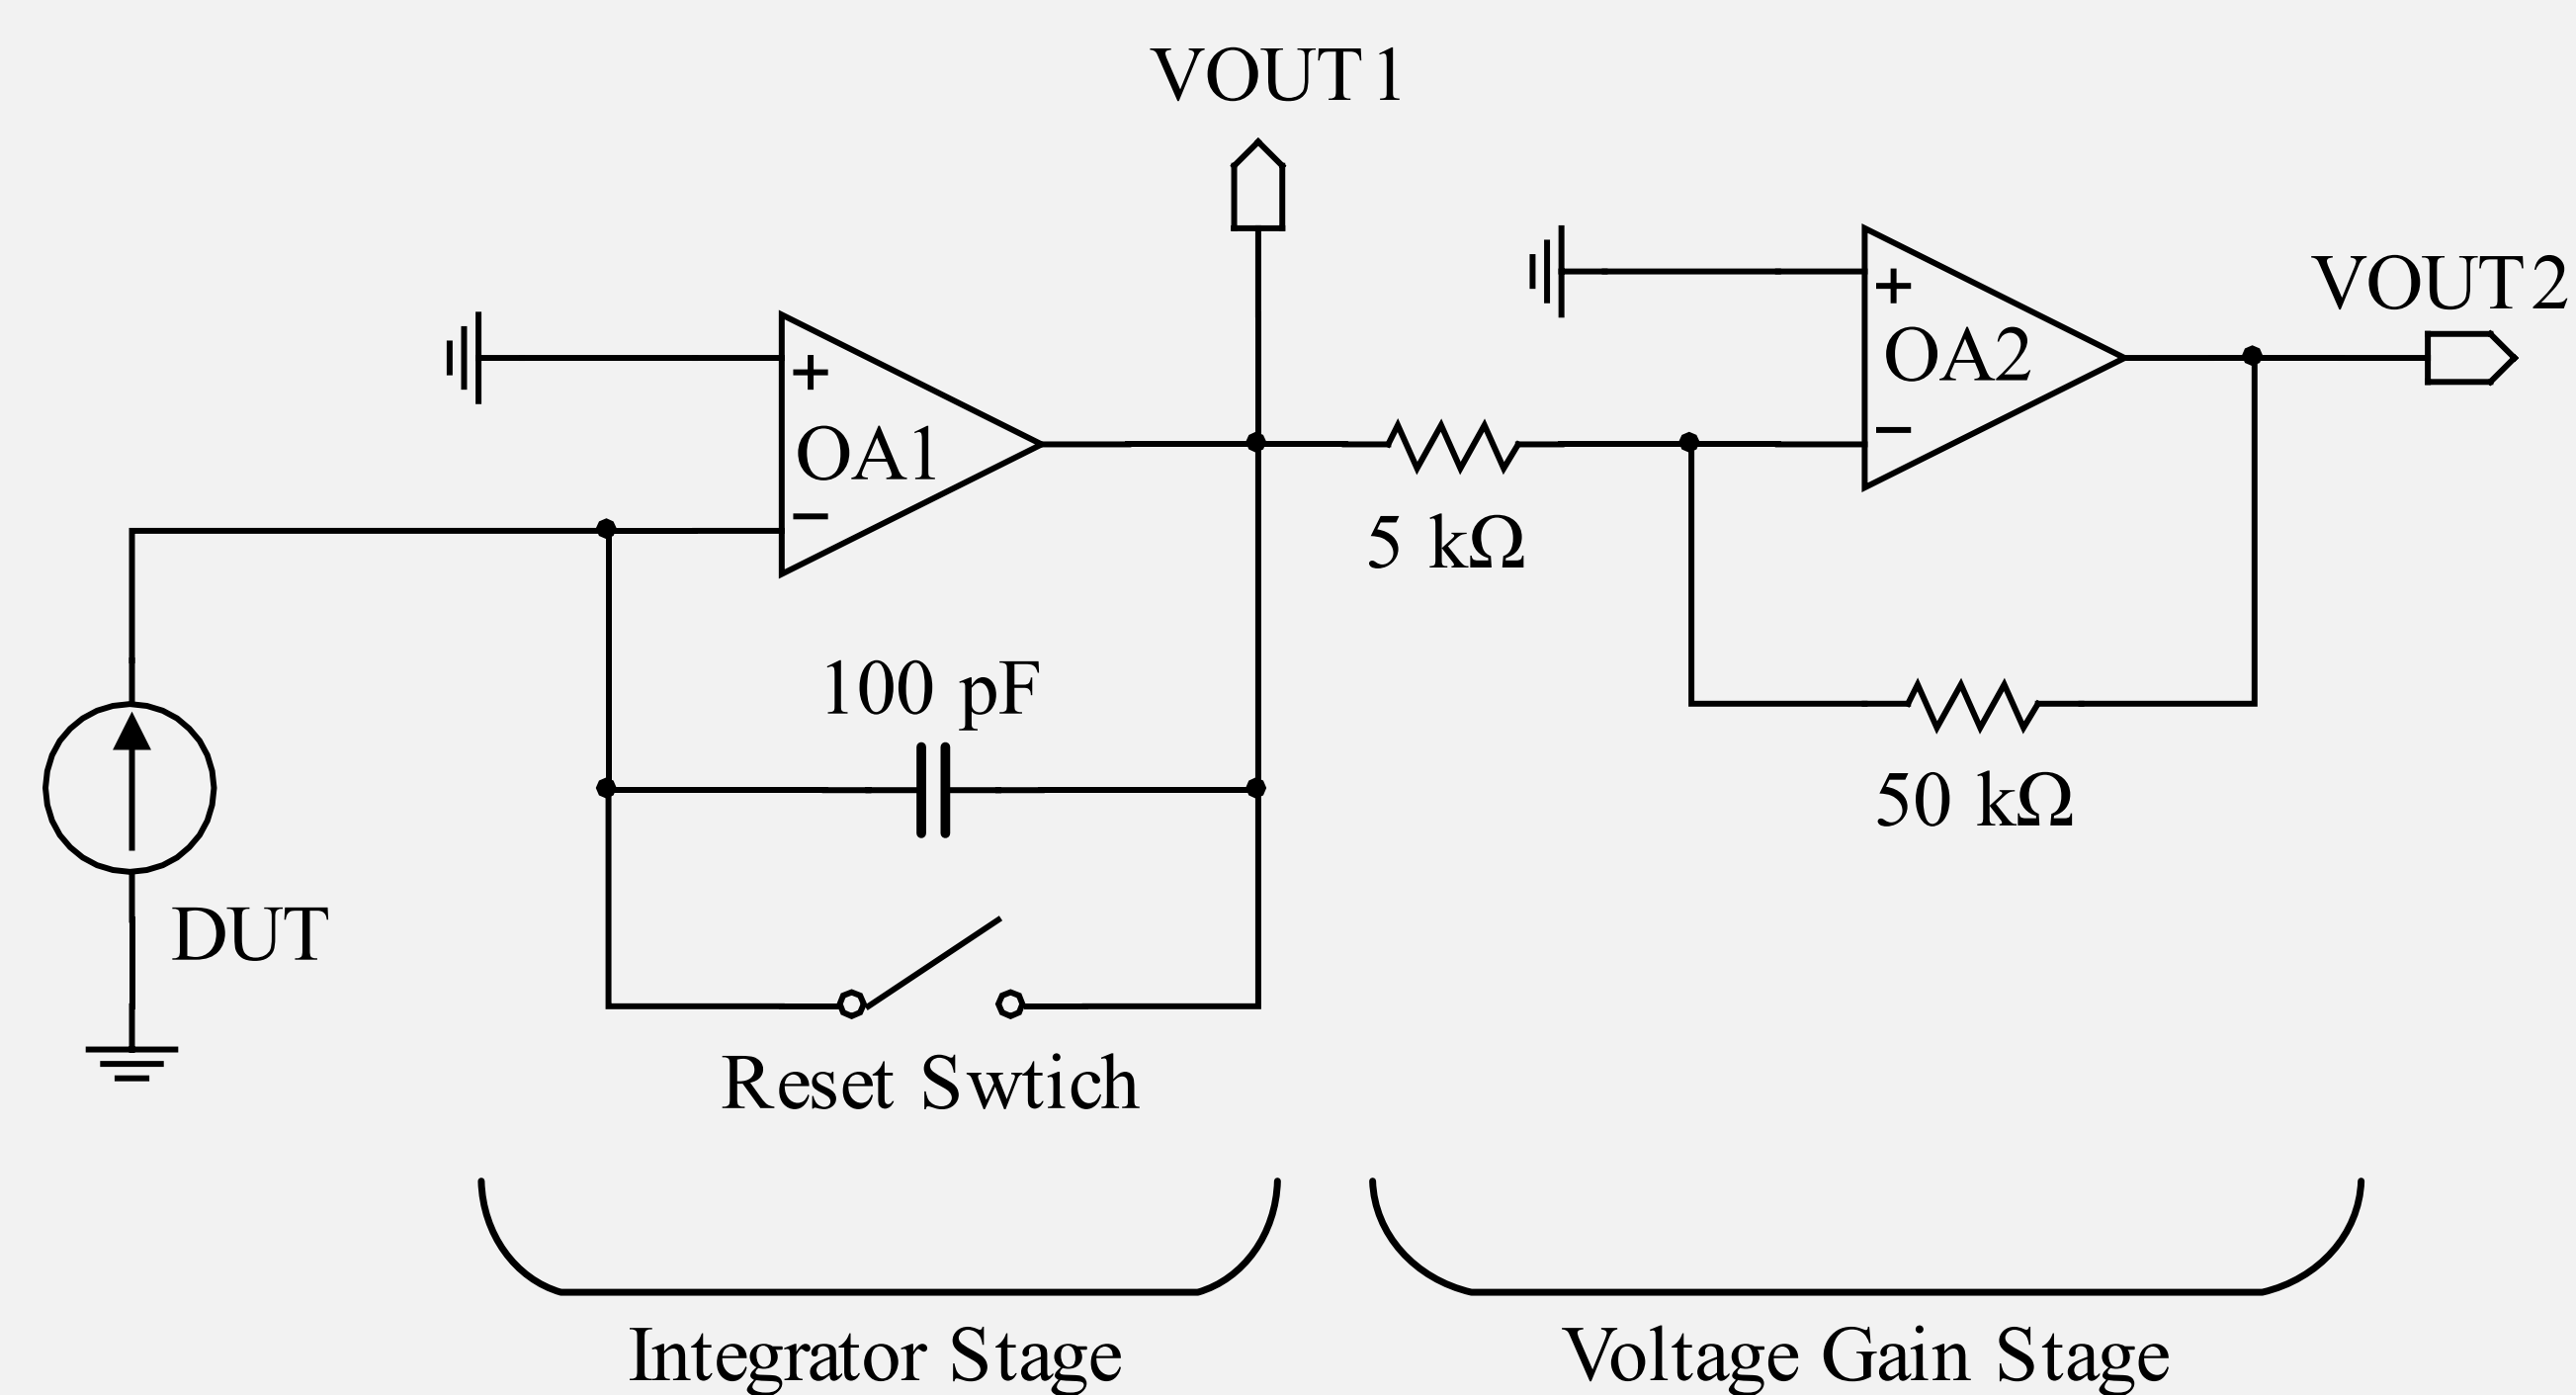 VOUT1
VOUT2
+
OA2
−
+
OA1
−
5 kΩ
100 pF
50 kΩ
DUT
Reset Swtich
Integrator Stage
Voltage Gain Stage